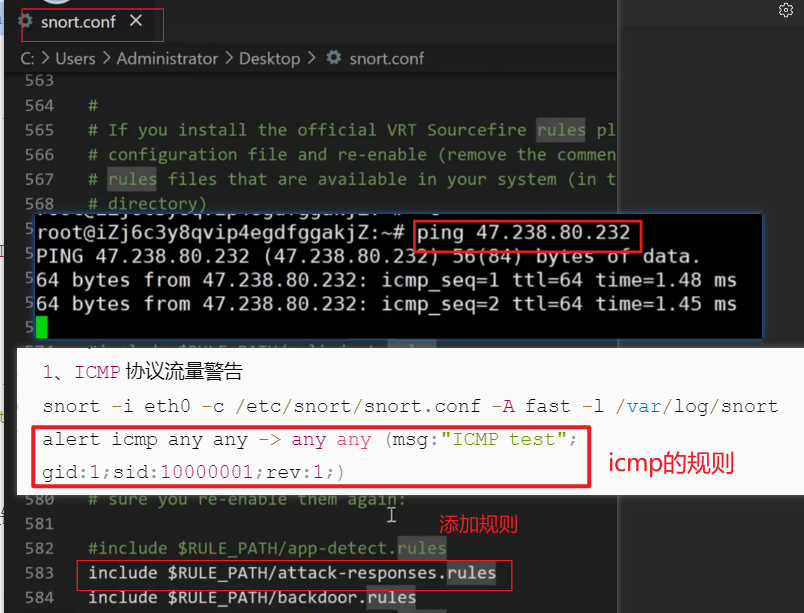 snort.conf
C: > Users > Administrator > Desktop > snort.conf
563
564 #
565 # If you install the official VRT Sourcefire rules pl
566 # configuration file and re-enable (remove the commen
567 # rules files that are available in your system (in t
568 # directory)
root@iZj6c3y8qvip4egdfggakjZ:~# ping 47.238.80.232
PING 47.238.80.232 (47.238.80.232) 56(84) bytes of data.
64 bytes from 47.238.80.232: icmp_seq=1 ttl=64 time=1.48 ms
64 bytes from 47.238.80.232: icmp_seq=2 ttl=64 time=1.45 ms
1、ICMP 协议流量警告
snort -i eth0 -c /etc/snort/snort.conf -A fast -l /var/log/snort
alert icmp any any -> any any (msg:"ICMP test";
gid:1;sid:10000001;rev:1;)
icmp的规则
580 # sure you re-enable them again:
581
添加规则
582 #include $RULE_PATH/app-detect.rules
583 include $RULE_PATH/attack-responses.rules
584 include $RULE_PATH/backdoor.rules